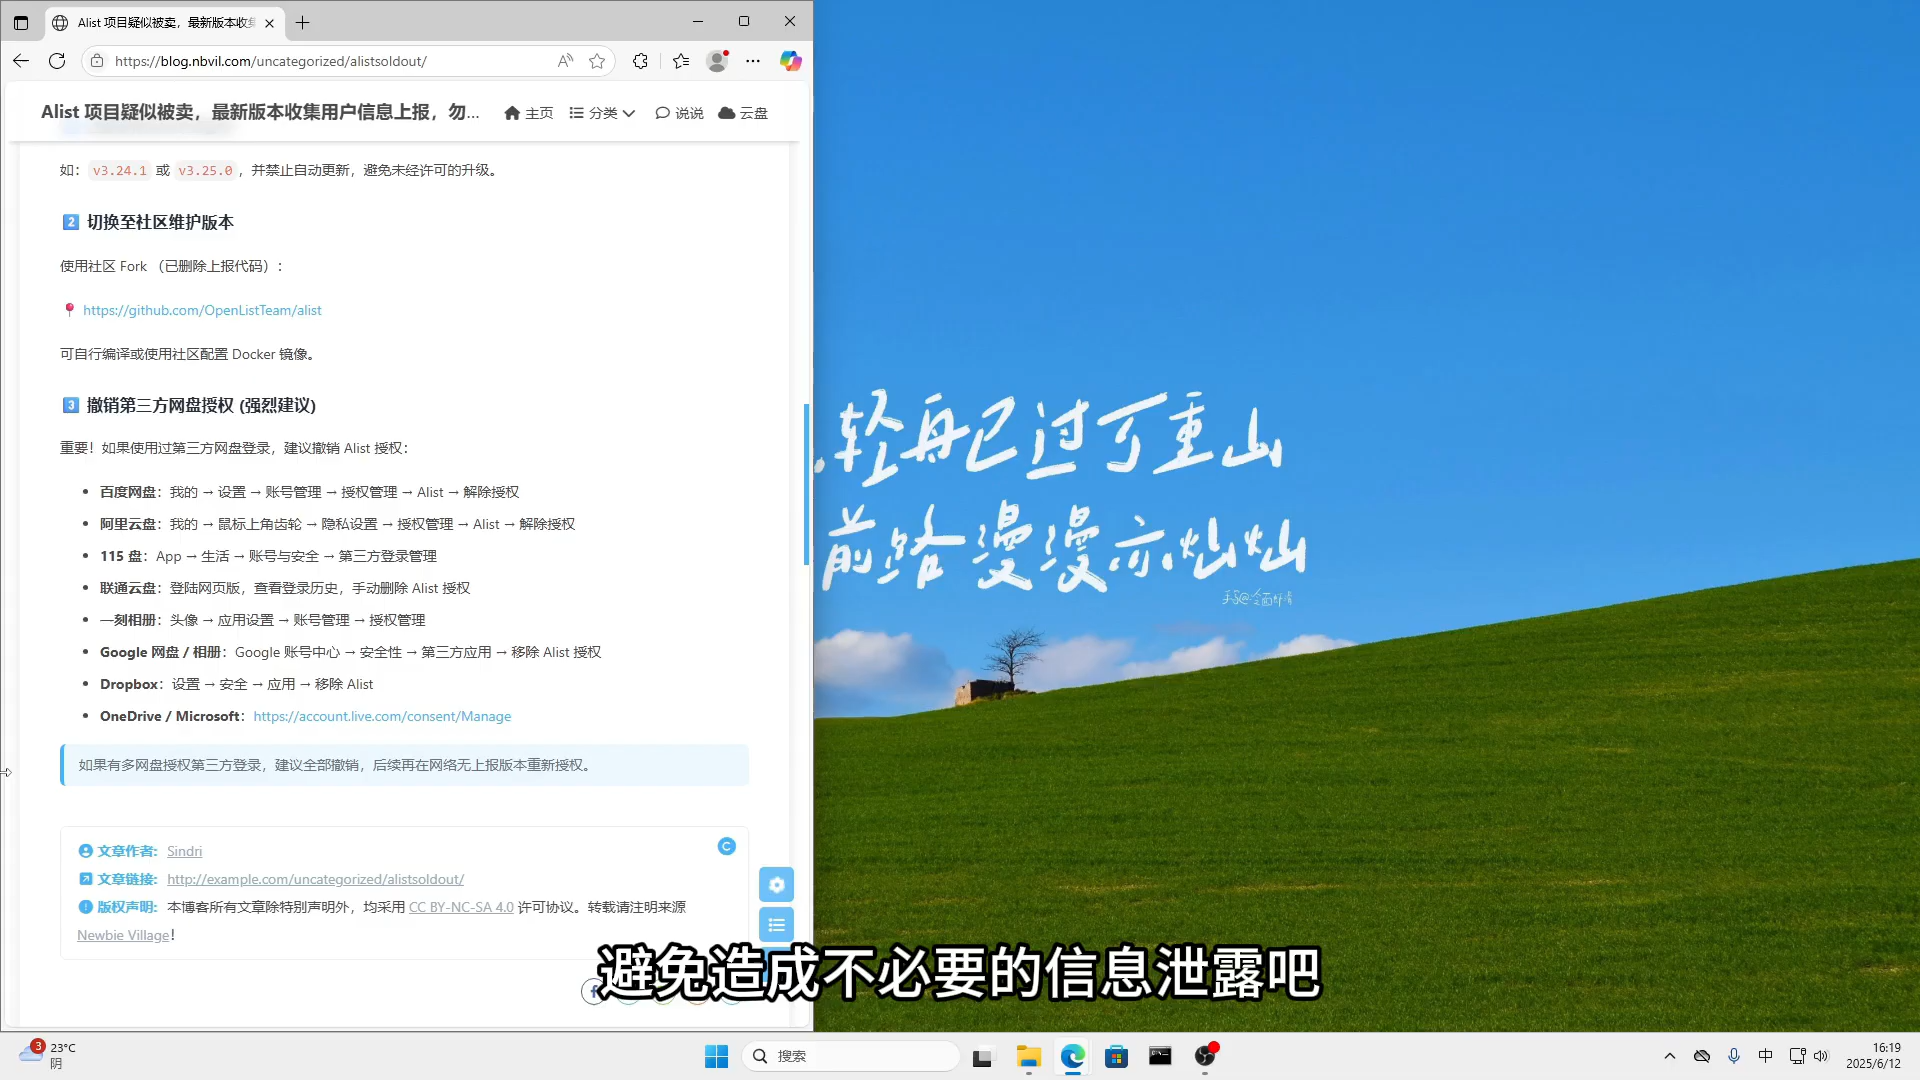 Alist 项目疑似被卖，最新版本收集
https://blog.nbvil.com/uncategorized/alistsoldout/
Alist 项目疑似被卖，最新版本收集用户信息上报，勿...
主页
分类
说说
云盘
如：v3.24.1 或 v3.25.0，并禁止自动更新，避免未经许可的升级。
2 切换至社区维护版本
使用社区 Fork （已删除上报代码）：
https://github.com/OpenListTeam/alist
可自行编译或使用社区配置 Docker 镜像。
3 撤销第三方网盘授权 (强烈建议)
重要！如果使用过第三方网盘登录，建议撤销 Alist 授权：
百度网盘：我的 → 设置 → 账号管理 → 授权管理 → Alist → 解除授权
阿里云盘：我的 → 鼠标上角齿轮 → 隐私设置 → 授权管理 → Alist → 解除授权
115 盘：App → 生活 → 账号与安全 → 第三方登录管理
联通云盘：登陆网页版，查看登录历史，手动删除 Alist 授权
一刻相册：头像 → 应用设置 → 账号管理 → 授权管理
Google 网盘 / 相册：Google 账号中心 → 安全性 → 第三方应用 → 移除 Alist 授权
Dropbox：设置 → 安全 → 应用 → 移除 Alist
OneDrive / Microsoft：https://account.live.com/consent/Manage
如果有多网盘授权第三方登录，建议全部撤销，后续再在网络无上报版本重新授权。
文章作者: Sindri
文章链接: http://example.com/uncategorized/alistsoldout/
版权声明: 本博客所有文章除特别声明外，均采用 CC BY-NC-SA 4.0 许可协议。转载请注明来源
Newbie Village！
轻舟已过万重山
前路漫漫亦灿灿
避免造成不必要的信息泄露吧
3
23°C
阴
搜索
中
16:19
2025/6/12